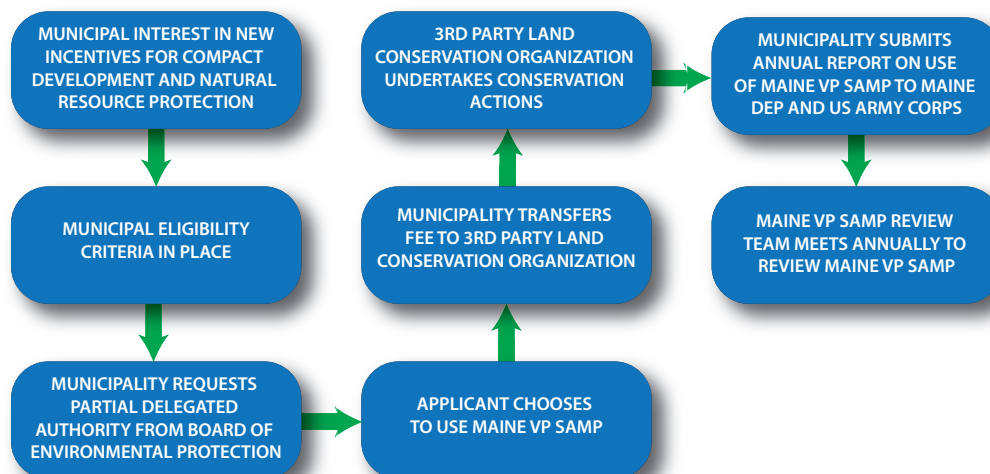 MUNICIPAL INTEREST IN NEW
INCENTIVES FOR COMPACT
DEVELOPMENT AND NATURAL
RESOURCE PROTECTION
MUNICIPAL ELIGIBILITY
CRITERIA IN PLACE
MUNICIPALITY REQUESTS
PARTIAL DELEGATED
AUTHORITY FROM BOARD OF
ENVIRONMENTAL PROTECTION
APPLICANT CHOOSES
TO USE MAINE VP SAMP
MUNICIPALITY TRANSFERS
FEE TO 3RD PARTY LAND
CONSERVATION ORGANIZATION
3RD PARTY LAND
CONSERVATION ORGANIZATION
UNDERTAKES CONSERVATION
ACTIONS
MUNICIPALITY SUBMITS
ANNUAL REPORT ON USE
OF MAINE VP SAMP TO MAINE
DEP AND US ARMY CORPS
MAINE VP SAMP REVIEW
TEAM MEETS ANNUALLY TO
REVIEW MAINE VP SAMP